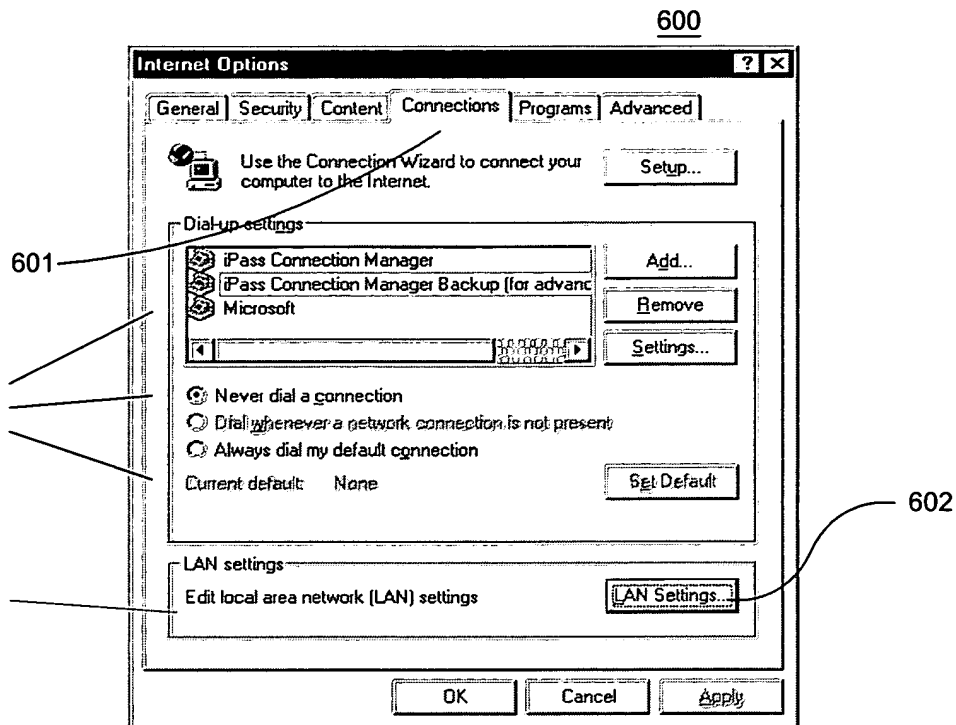 600
Internet Options
? X
General Security Content Connections Programs Advanced
Use the Connection Wizard to connect your
computer to the Internet.
Setup...
Dial-up settings
601
iPass Connection Manager
iPass Connection Manager Backup (for advanc
Microsoft
Add...
Remove
Settings...
Never dial a connection
Dial whenever a network connection is not present
Always dial my default connection
Current default: None
Set Default
602
LAN settings
Edit local area network (LAN) settings
LAN Settings...
OK Cancel Apply